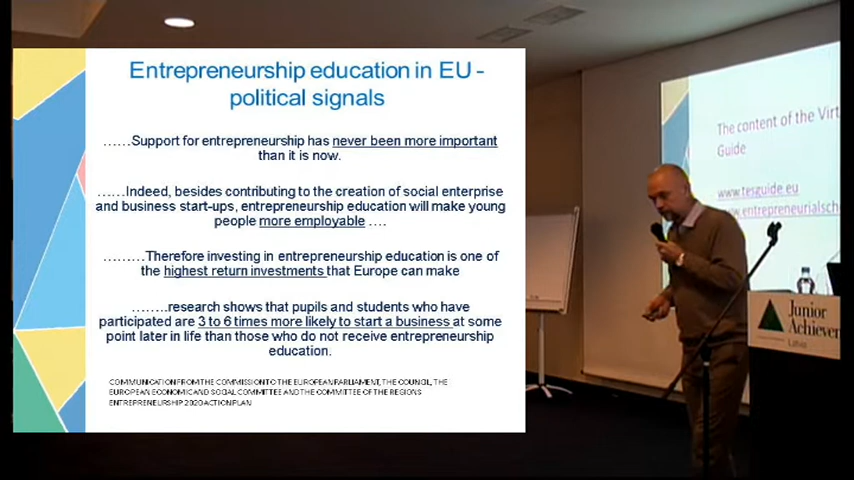 Entrepreneurship education in EU -
political signals
……Support for entrepreneurship has never been more important
than it is now.
……Indeed, besides contributing to the creation of social enterprise
and business start-ups, entrepreneurship education will make young
people more employable ….
………Therefore investing in entrepreneurship education is one of
the highest return investments that Europe can make
……..research shows that pupils and students who have
participated are 3 to 6 times more likely to start a business at some
point later in life than those who do not receive entrepreneurship
education.
COMMUNICATION FROM THE COMMISSION TO THE EUROPEAN PARLIAMENT, THE COUNCIL, THE
EUROPEAN ECONOMIC AND SOCIAL COMMITTEE AND THE COMMITTEE OF THE REGIONS
ENTREPRENEURSHIP 2020 ACTION PLAN
The content of the Virt
Guide
www.tesguide.eu
www.entrepreneurialsch
Junior
Achievem
Latvia